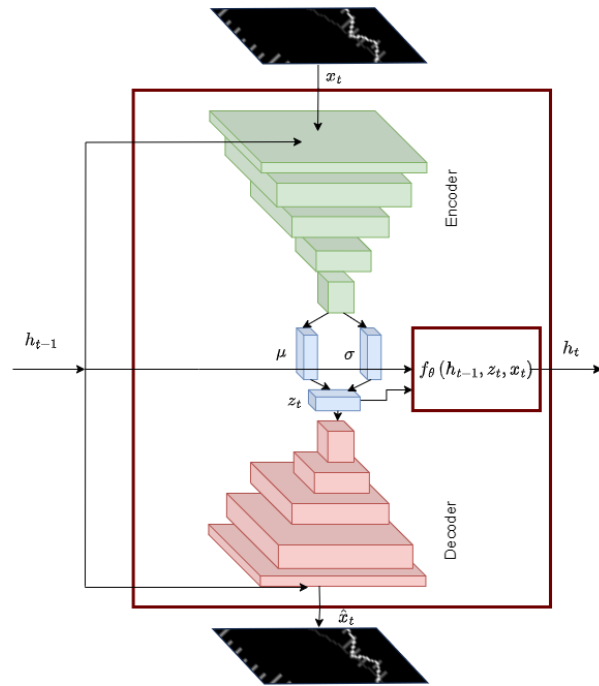 x_t
Encoder
h_{t-1}
μ
σ
f_θ (h_{t-1}, z_t, x_t)
h_t
z_t
Decoder
x̂_t